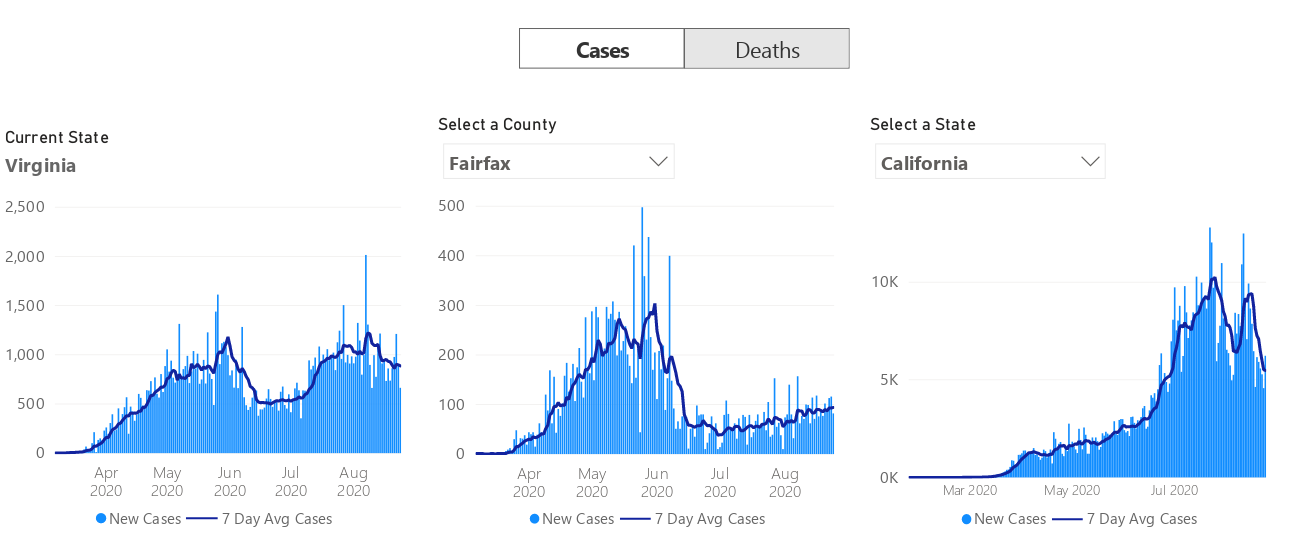 Cases Deaths
Current State
Virginia
2,500
2,000
1,500
1,000
500
0
Apr 2020
May 2020
Jun 2020
Jul 2020
Aug 2020
New Cases 7 Day Avg Cases
Select a County
Fairfax
500
400
300
200
100
0
Apr 2020
May 2020
Jun 2020
Jul 2020
Aug 2020
New Cases 7 Day Avg Cases
Select a State
California
10K
5K
0K
Mar 2020 May 2020 Jul 2020
New Cases 7 Day Avg Cases